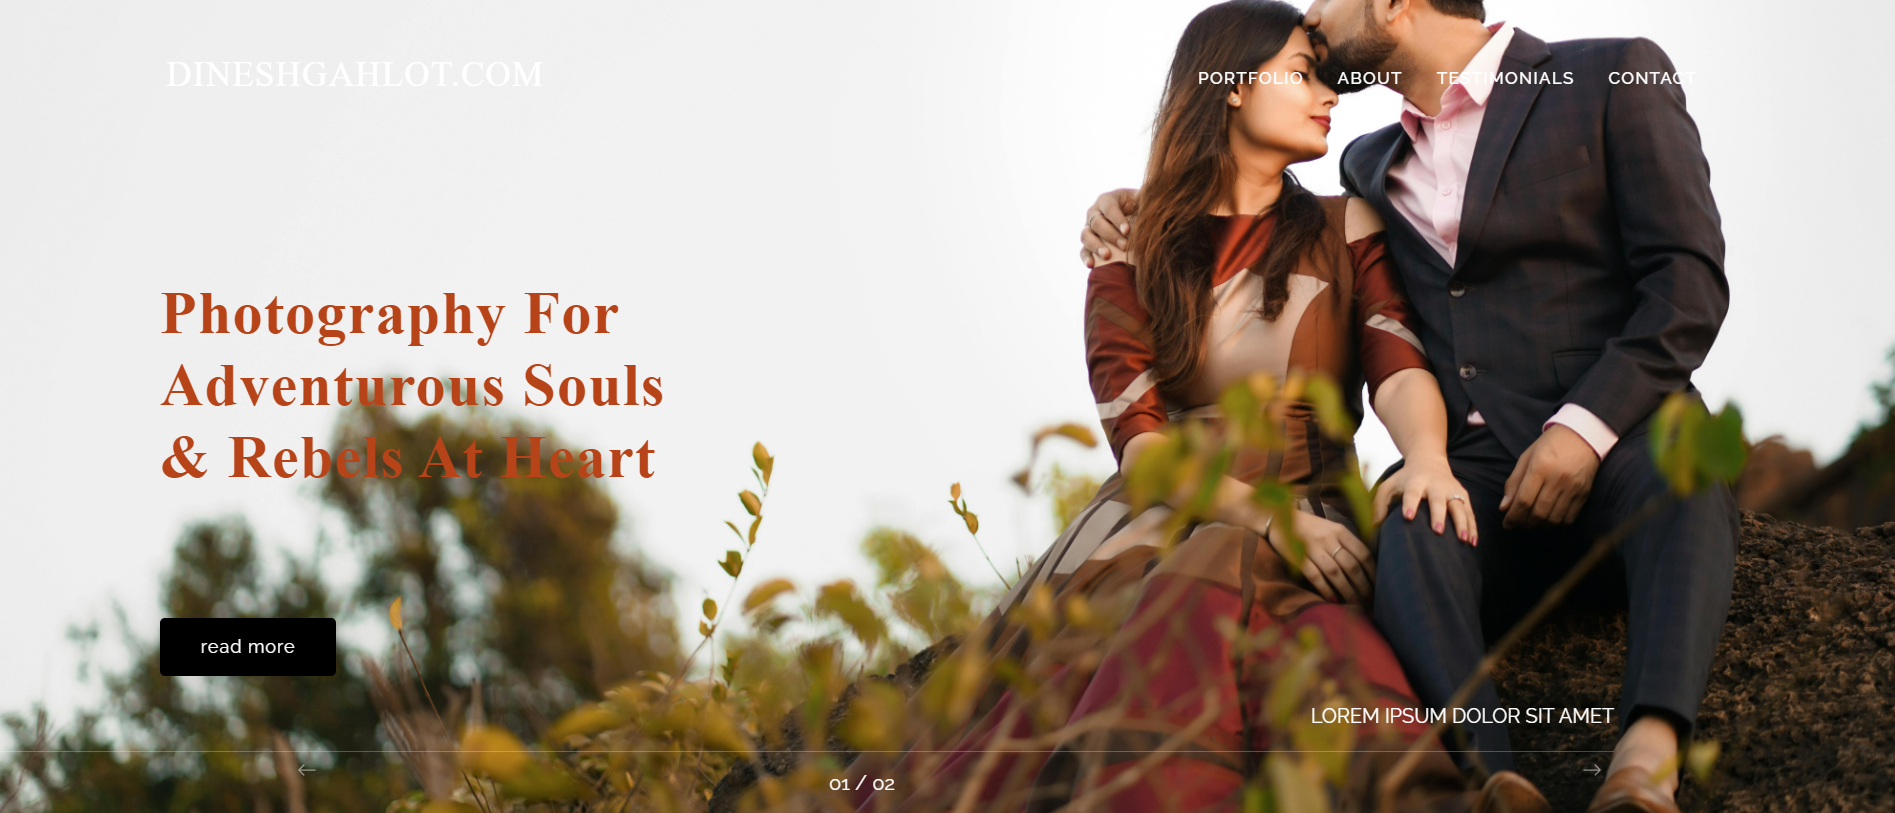 DINESHGAHLOT.COM
PORTFOLIO ABOUT TESTIMONIALS CONTACT
Photography For
Adventurous Souls
& Rebels At Heart
read more
LOREM IPSUM DOLOR SIT AMET
01 / 02